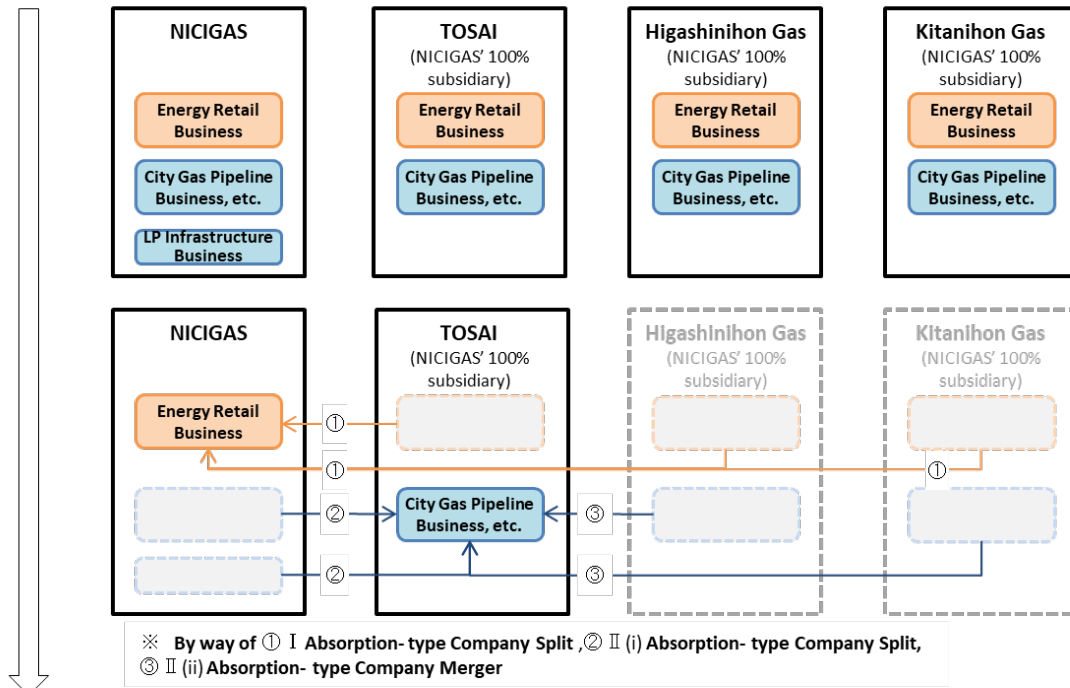 NICIGAS
TOSAI
(NICIGAS’ 100%
subsidiary)
Higashinihon Gas
(NICIGAS’ 100%
subsidiary)
Kitanihon Gas
(NICIGAS’ 100%
subsidiary)
Energy Retail
Business
Energy Retail
Business
Energy Retail
Business
Energy Retail
Business
City Gas Pipeline
Business, etc.
City Gas Pipeline
Business, etc.
City Gas Pipeline
Business, etc.
City Gas Pipeline
Business, etc.
LP Infrastructure
Business
NICIGAS
TOSAI
(NICIGAS’ 100%
subsidiary)
Higashinihon Gas
(NICIGAS’ 100%
subsidiary)
Kitanihon Gas
(NICIGAS’ 100%
subsidiary)
Energy Retail
Business
①
①
①
②
City Gas Pipeline
Business, etc.
③
②
③
※ By way of ① Ⅰ Absorption- type Company Split ,② Ⅱ (i) Absorption- type Company Split,
③ Ⅱ (ii) Absorption- type Company Merger